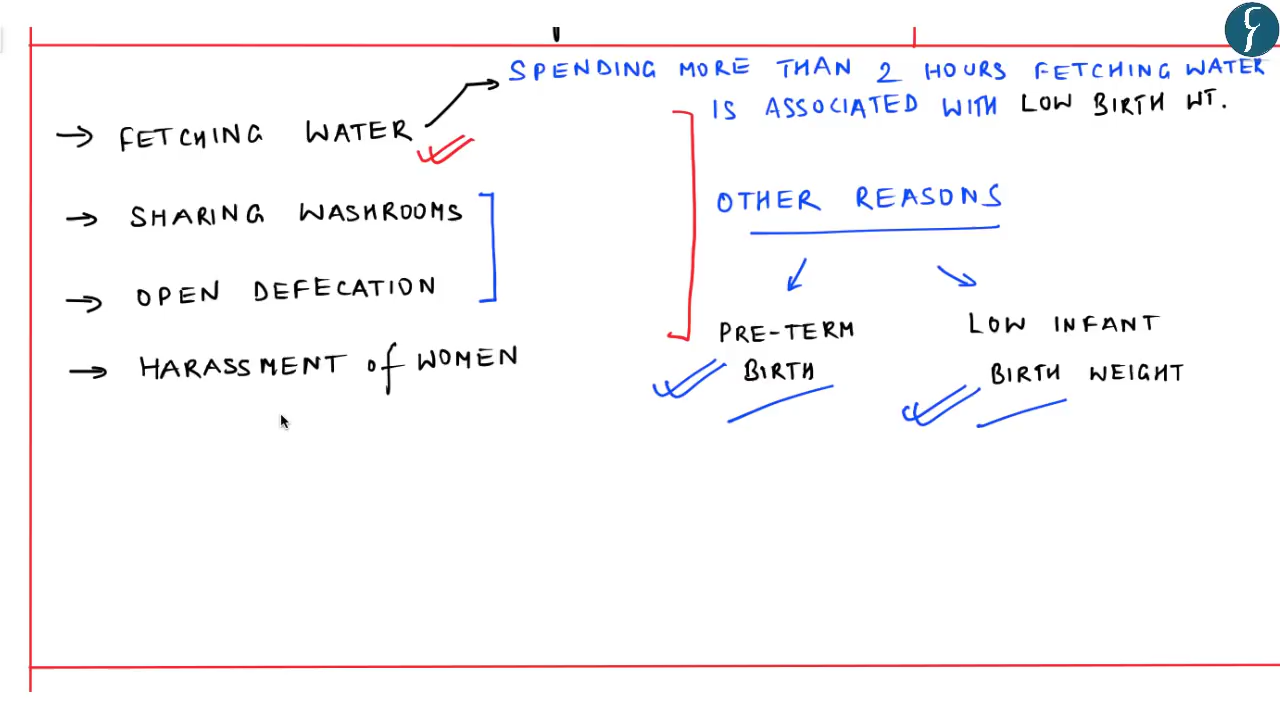 SPENDING MORE THAN 2 HOURS FETCHING WATER
IS ASSOCIATED WITH LOW BIRTH WT.
→ FETCHING WATER
→ SHARING WASHROOMS
→ OPEN DEFECATION
→ HARASSMENT of WOMEN
OTHER REASONS
PRE-TERM
BIRTH
LOW INFANT
BIRTH WEIGHT